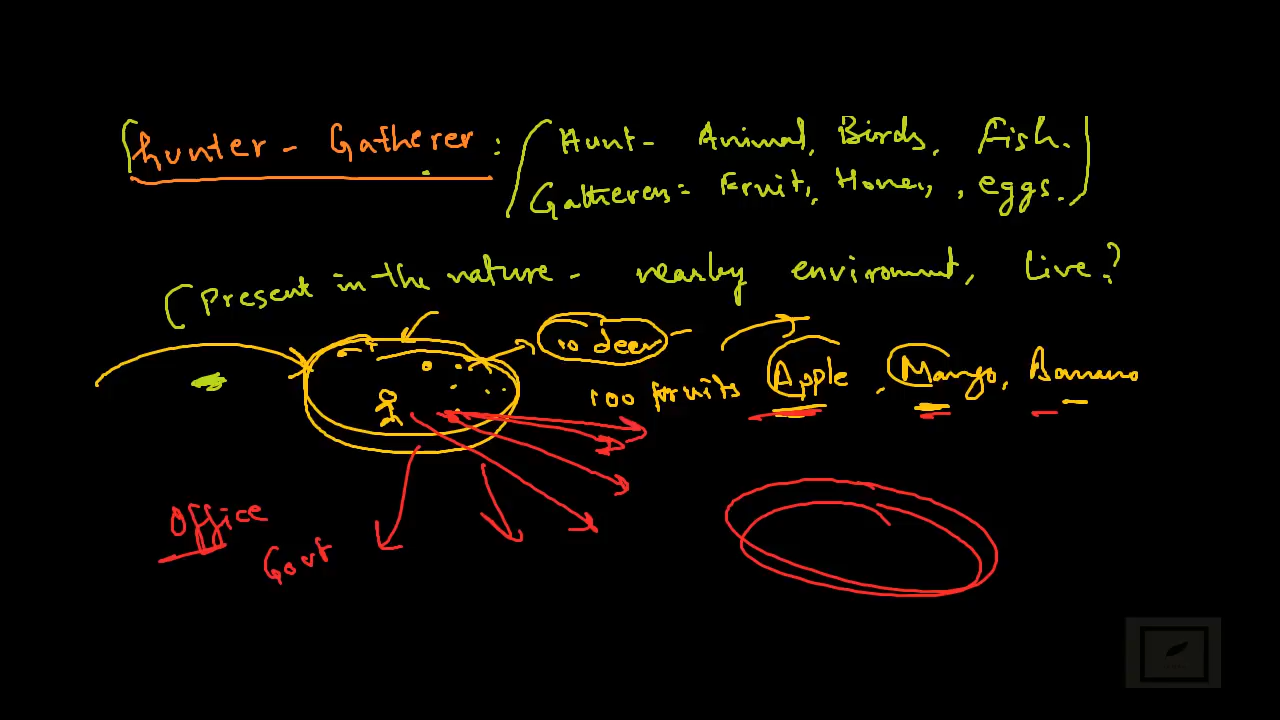 hunter - Gatherer :
Hunt - Animal, Birds, Fish.
Gatherers = Fruit, Honey, eggs.
Present in the nature - nearby enviromnt, Live?
10 deer
100 fruits Apple, Mango, Banana
Office
Govt